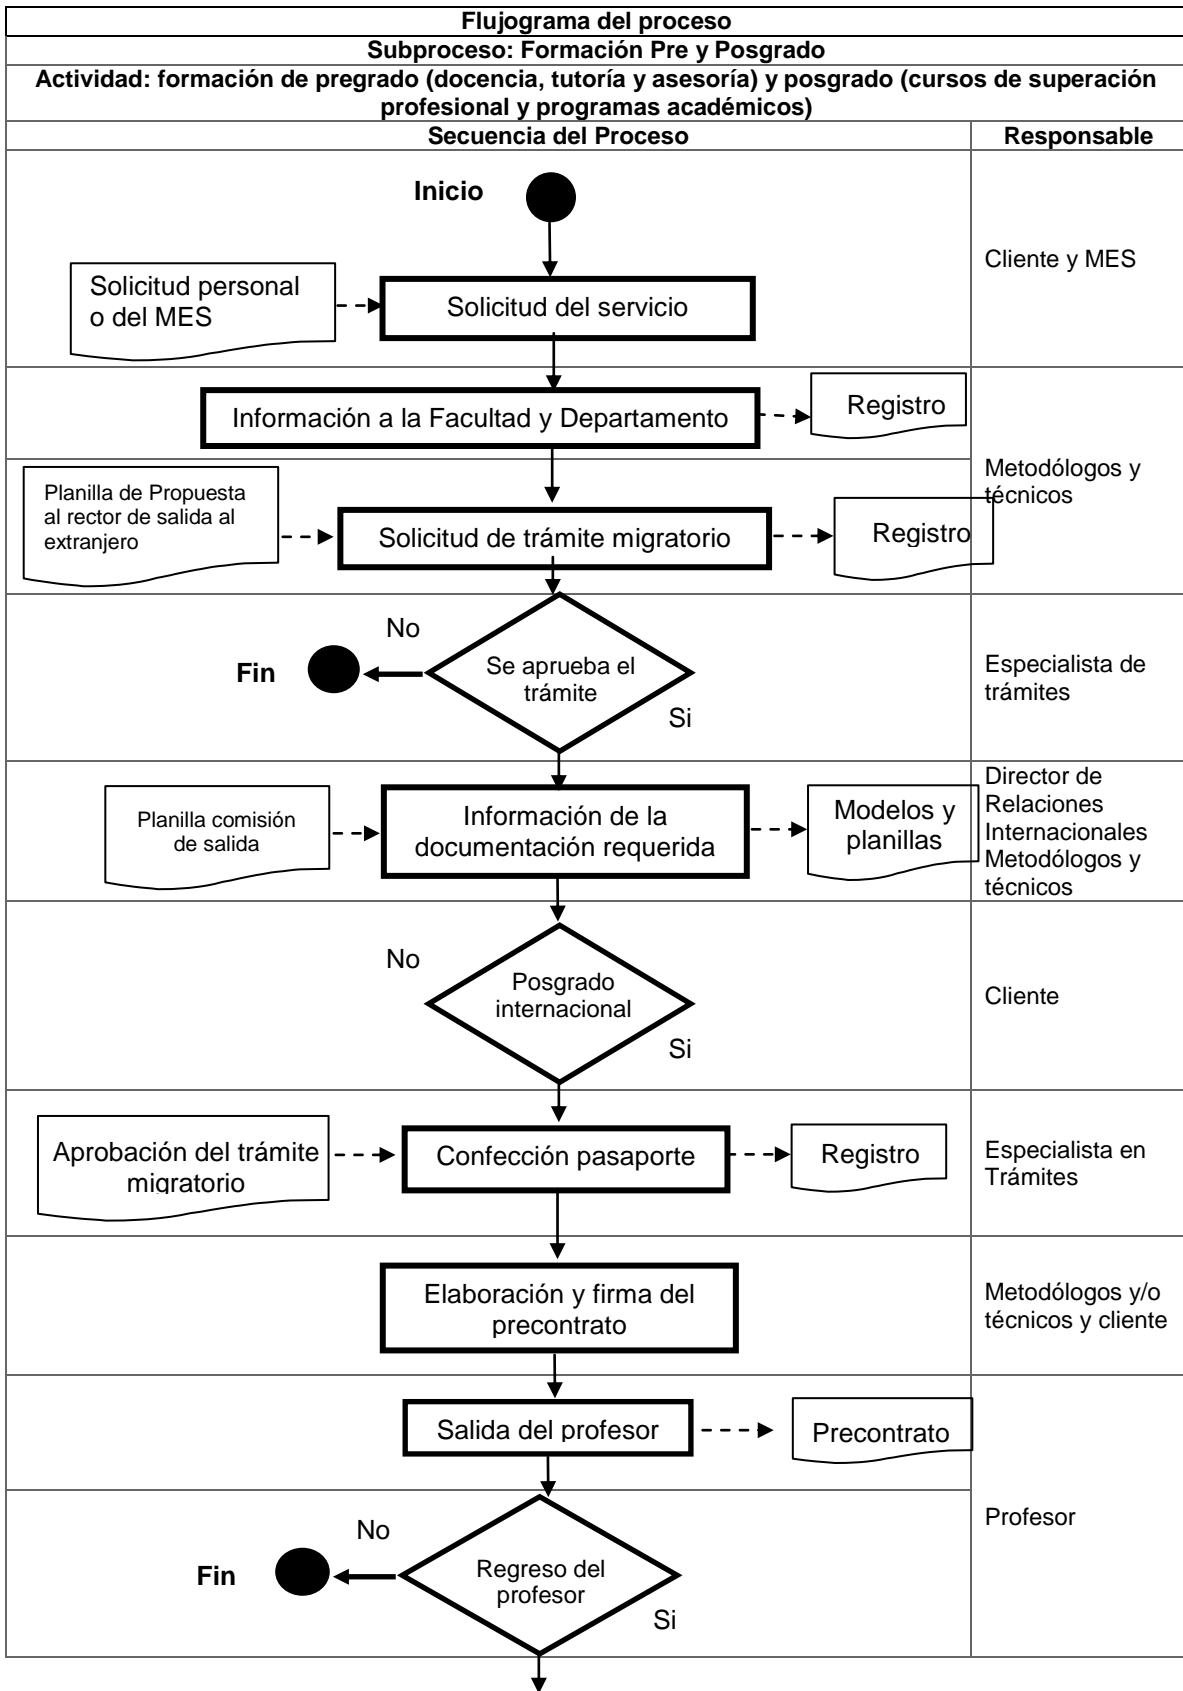 Flujograma del proceso
Subproceso: Formación Pre y Posgrado
Actividad: formación de pregrado (docencia, tutoría y asesoría) y posgrado (cursos de superación
profesional y programas académicos)
Secuencia del Proceso
Responsable
Inicio
Cliente y MES
Solicitud personal
o del MES
Solicitud del servicio
Información a la Facultad y Departamento
Registro
Metodólogos y
técnicos
Planilla de Propuesta
al rector de salida al
extranjero
Solicitud de trámite migratorio
Registro
No
Fin
Se aprueba el
trámite
Si
Especialista de
trámites
Planilla comisión
de salida
Información de la
documentación requerida
Modelos y
planillas
Director de
Relaciones
Internacionales
Metodólogos y
técnicos
No
Posgrado
internacional
Si
Cliente
Aprobación del trámite
migratorio
Confección pasaporte
Registro
Especialista en
Trámites
Elaboración y firma del
precontrato
Metodólogos y/o
técnicos y cliente
Salida del profesor
Precontrato
Profesor
No
Fin
Regreso del
profesor
Si